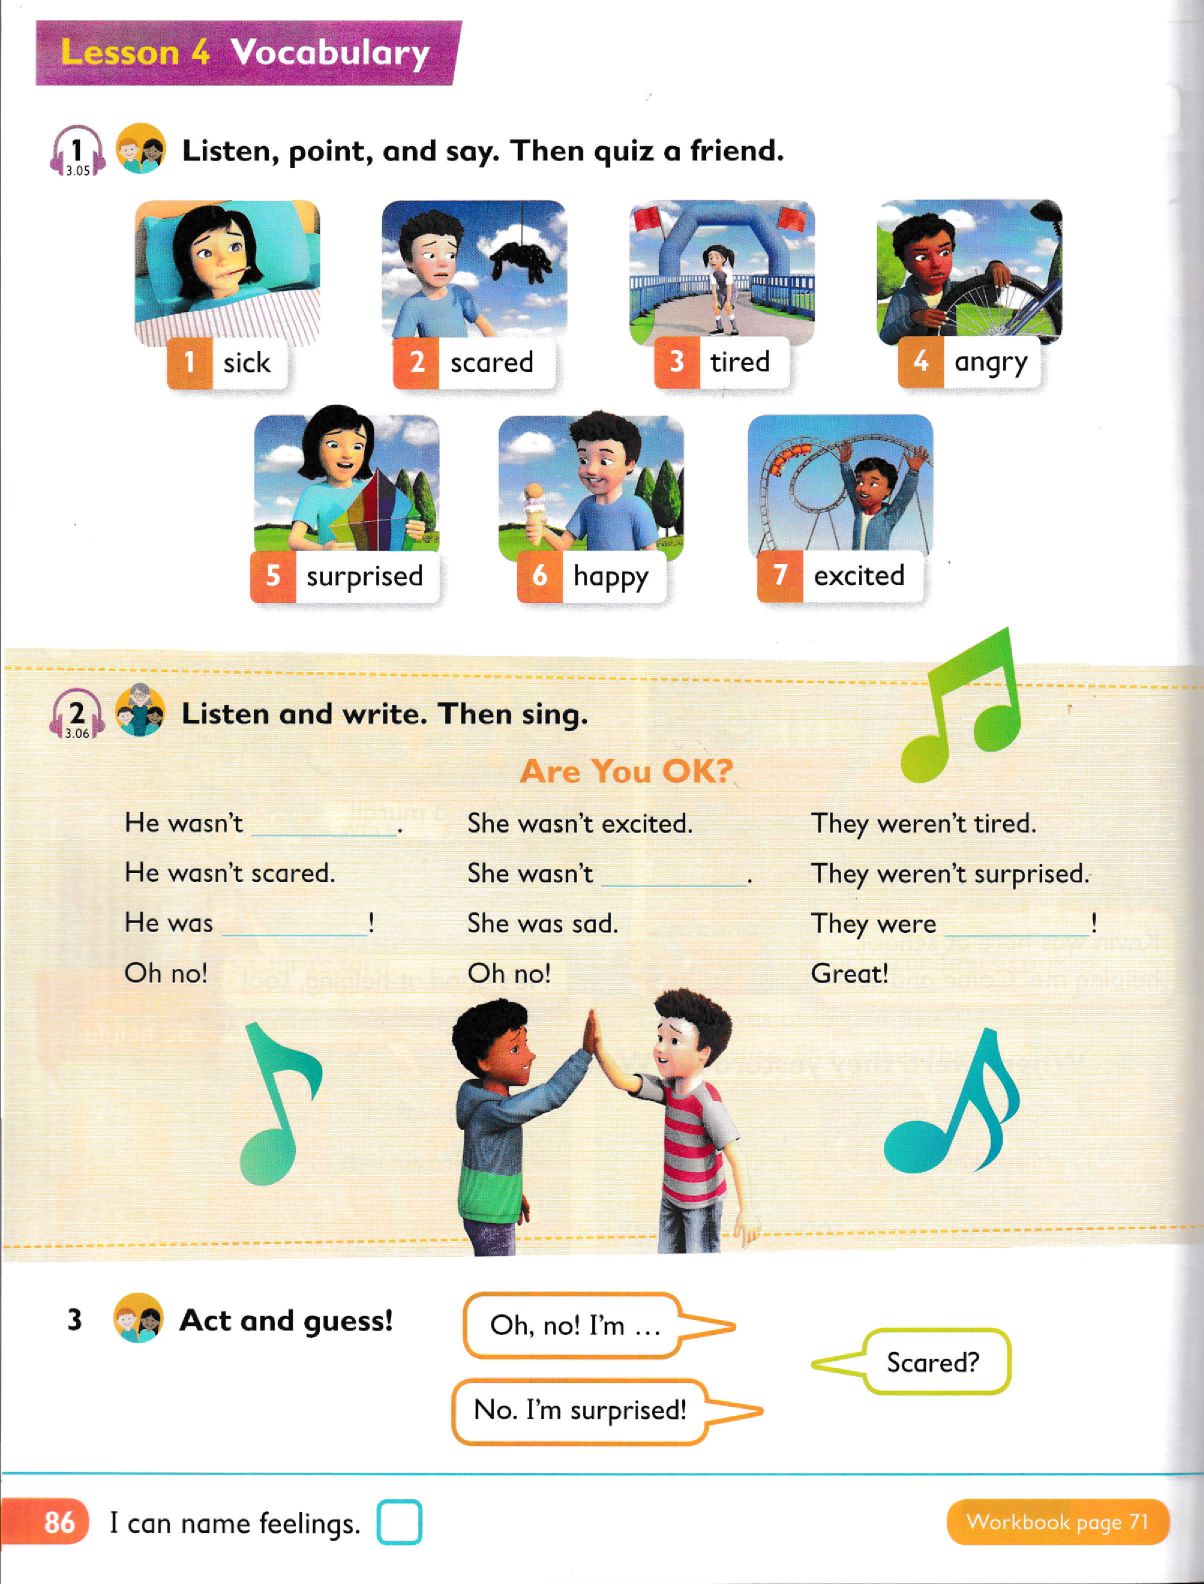 Lesson 4 Vocabulary
1
3.05
Listen, point, and say. Then quiz a friend.
1 sick
2 scared
3 tired
4 angry
5 surprised
6 happy
7 excited
2
3.06
Listen and write. Then sing.
Are You OK?
He wasn't ________.
He wasn't scared.
He was ________!
Oh no!
She wasn't excited.
She wasn't ________.
She was sad.
Oh no!
They weren't tired.
They weren't surprised.
They were ________!
Great!
3 Act and guess!
Oh, no! I'm ...
Scared?
No. I'm surprised!
86 I can name feelings.
Workbook page 71